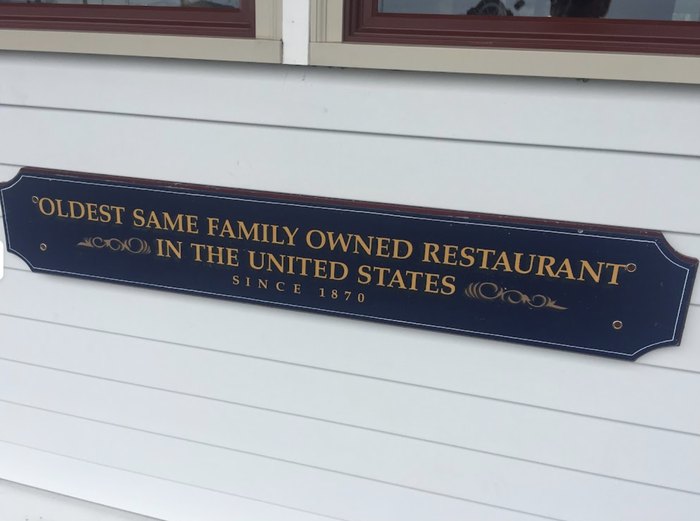 "OLDEST SAME FAMILY OWNED RESTAURANT"
IN THE UNITED STATES
SINCE 1870